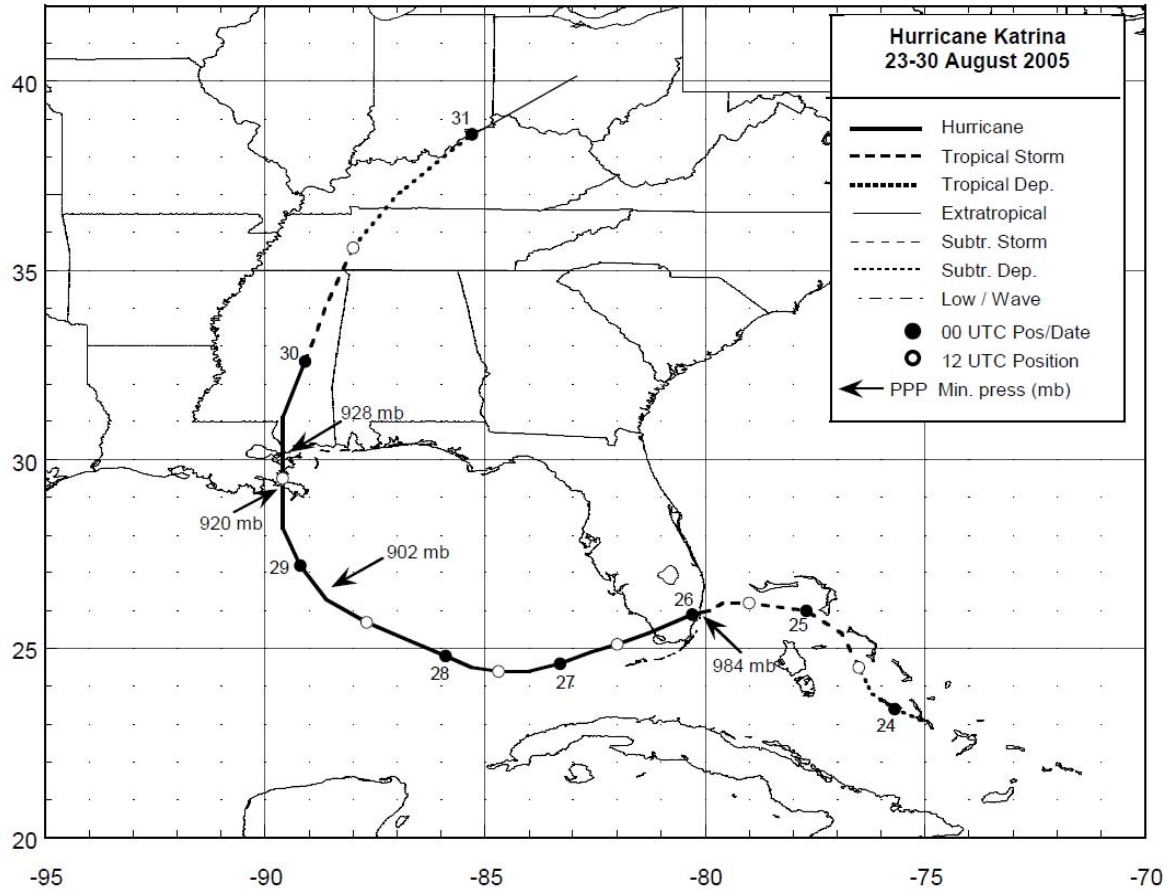 Hurricane Katrina
23-30 August 2005
Hurricane
Tropical Storm
Tropical Dep.
Extratropical
Subtr. Storm
Subtr. Dep.
Low / Wave
00 UTC Pos/Date
12 UTC Position
PPP Min. press (mb)
40
31
35
30
928 mb
30
920 mb
902 mb
29
26
25
984 mb
25
28
27
24
20
-95
-90
-85
-80
-75
-70